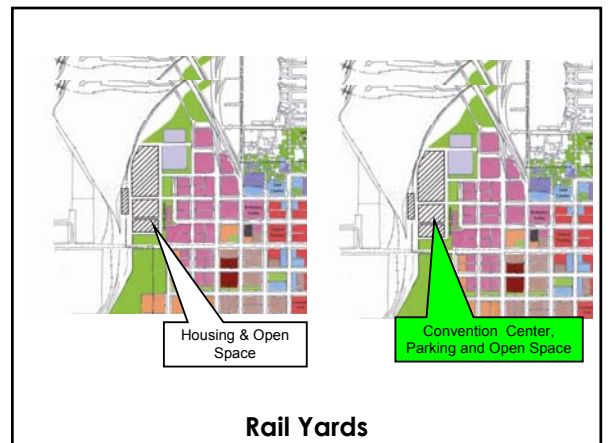 Housing & Open
Space
Convention Center,
Parking and Open Space
Rail Yards